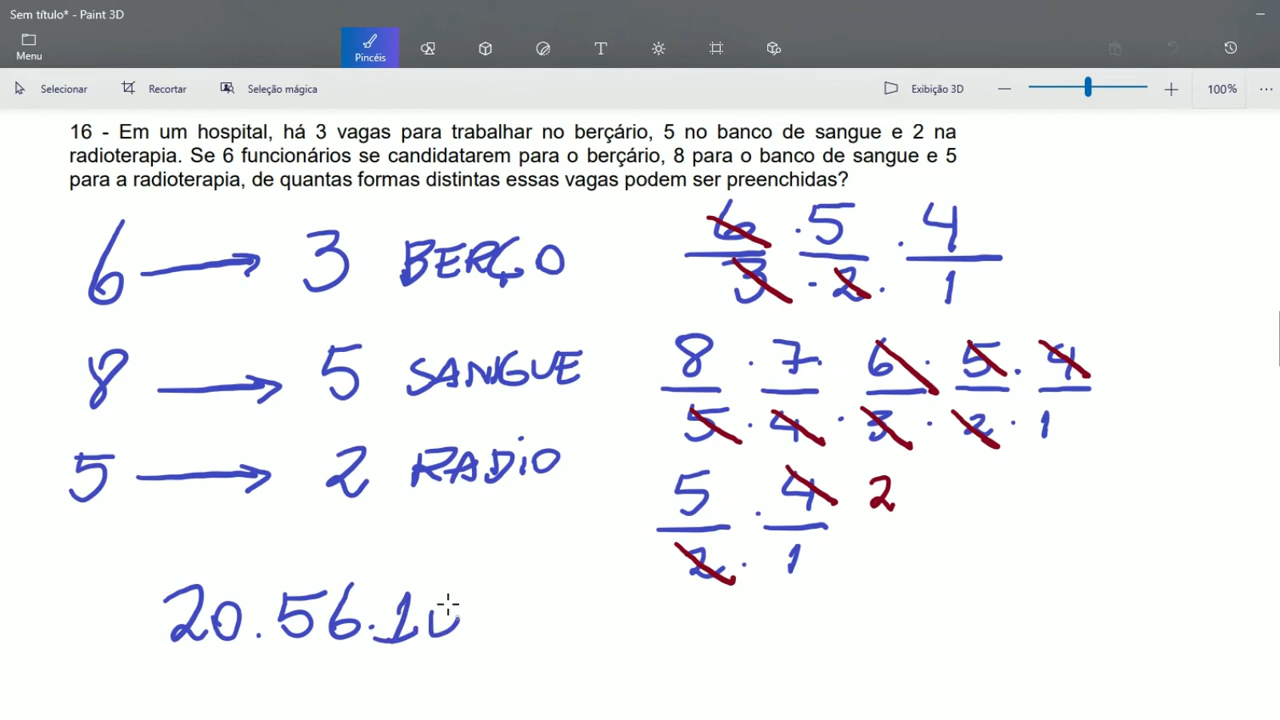 Sem título* - Paint 3D
Menu
Pincéis
Selecionar Recortar Seleção mágica Exibição 3D 100%
16 - Em um hospital, há 3 vagas para trabalhar no berçário, 5 no banco de sangue e 2 na
radioterapia. Se 6 funcionários se candidatarem para o berçário, 8 para o banco de sangue e 5
para a radioterapia, de quantas formas distintas essas vagas podem ser preenchidas?
6 → 3 BERÇO
8 → 5 SANGUE
5 → 2 RADIO
6 . 5 . 4
3 . 2 . 1
8 . 7 . 6 . 5 . 4
5 . 4 . 3 . 2 . 1
5 . 4 2
2 . 1
20 . 56 . 10